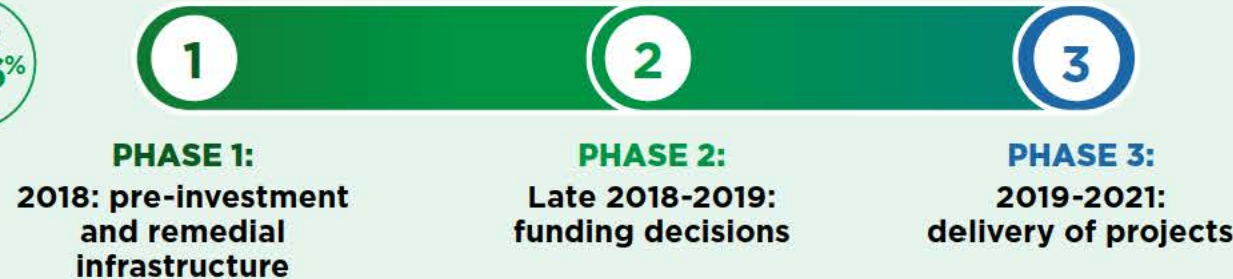 %
1
2
3
PHASE 1:
2018: pre-investment
and remedial
infrastructure
PHASE 2:
Late 2018-2019:
funding decisions
PHASE 3:
2019-2021:
delivery of projects